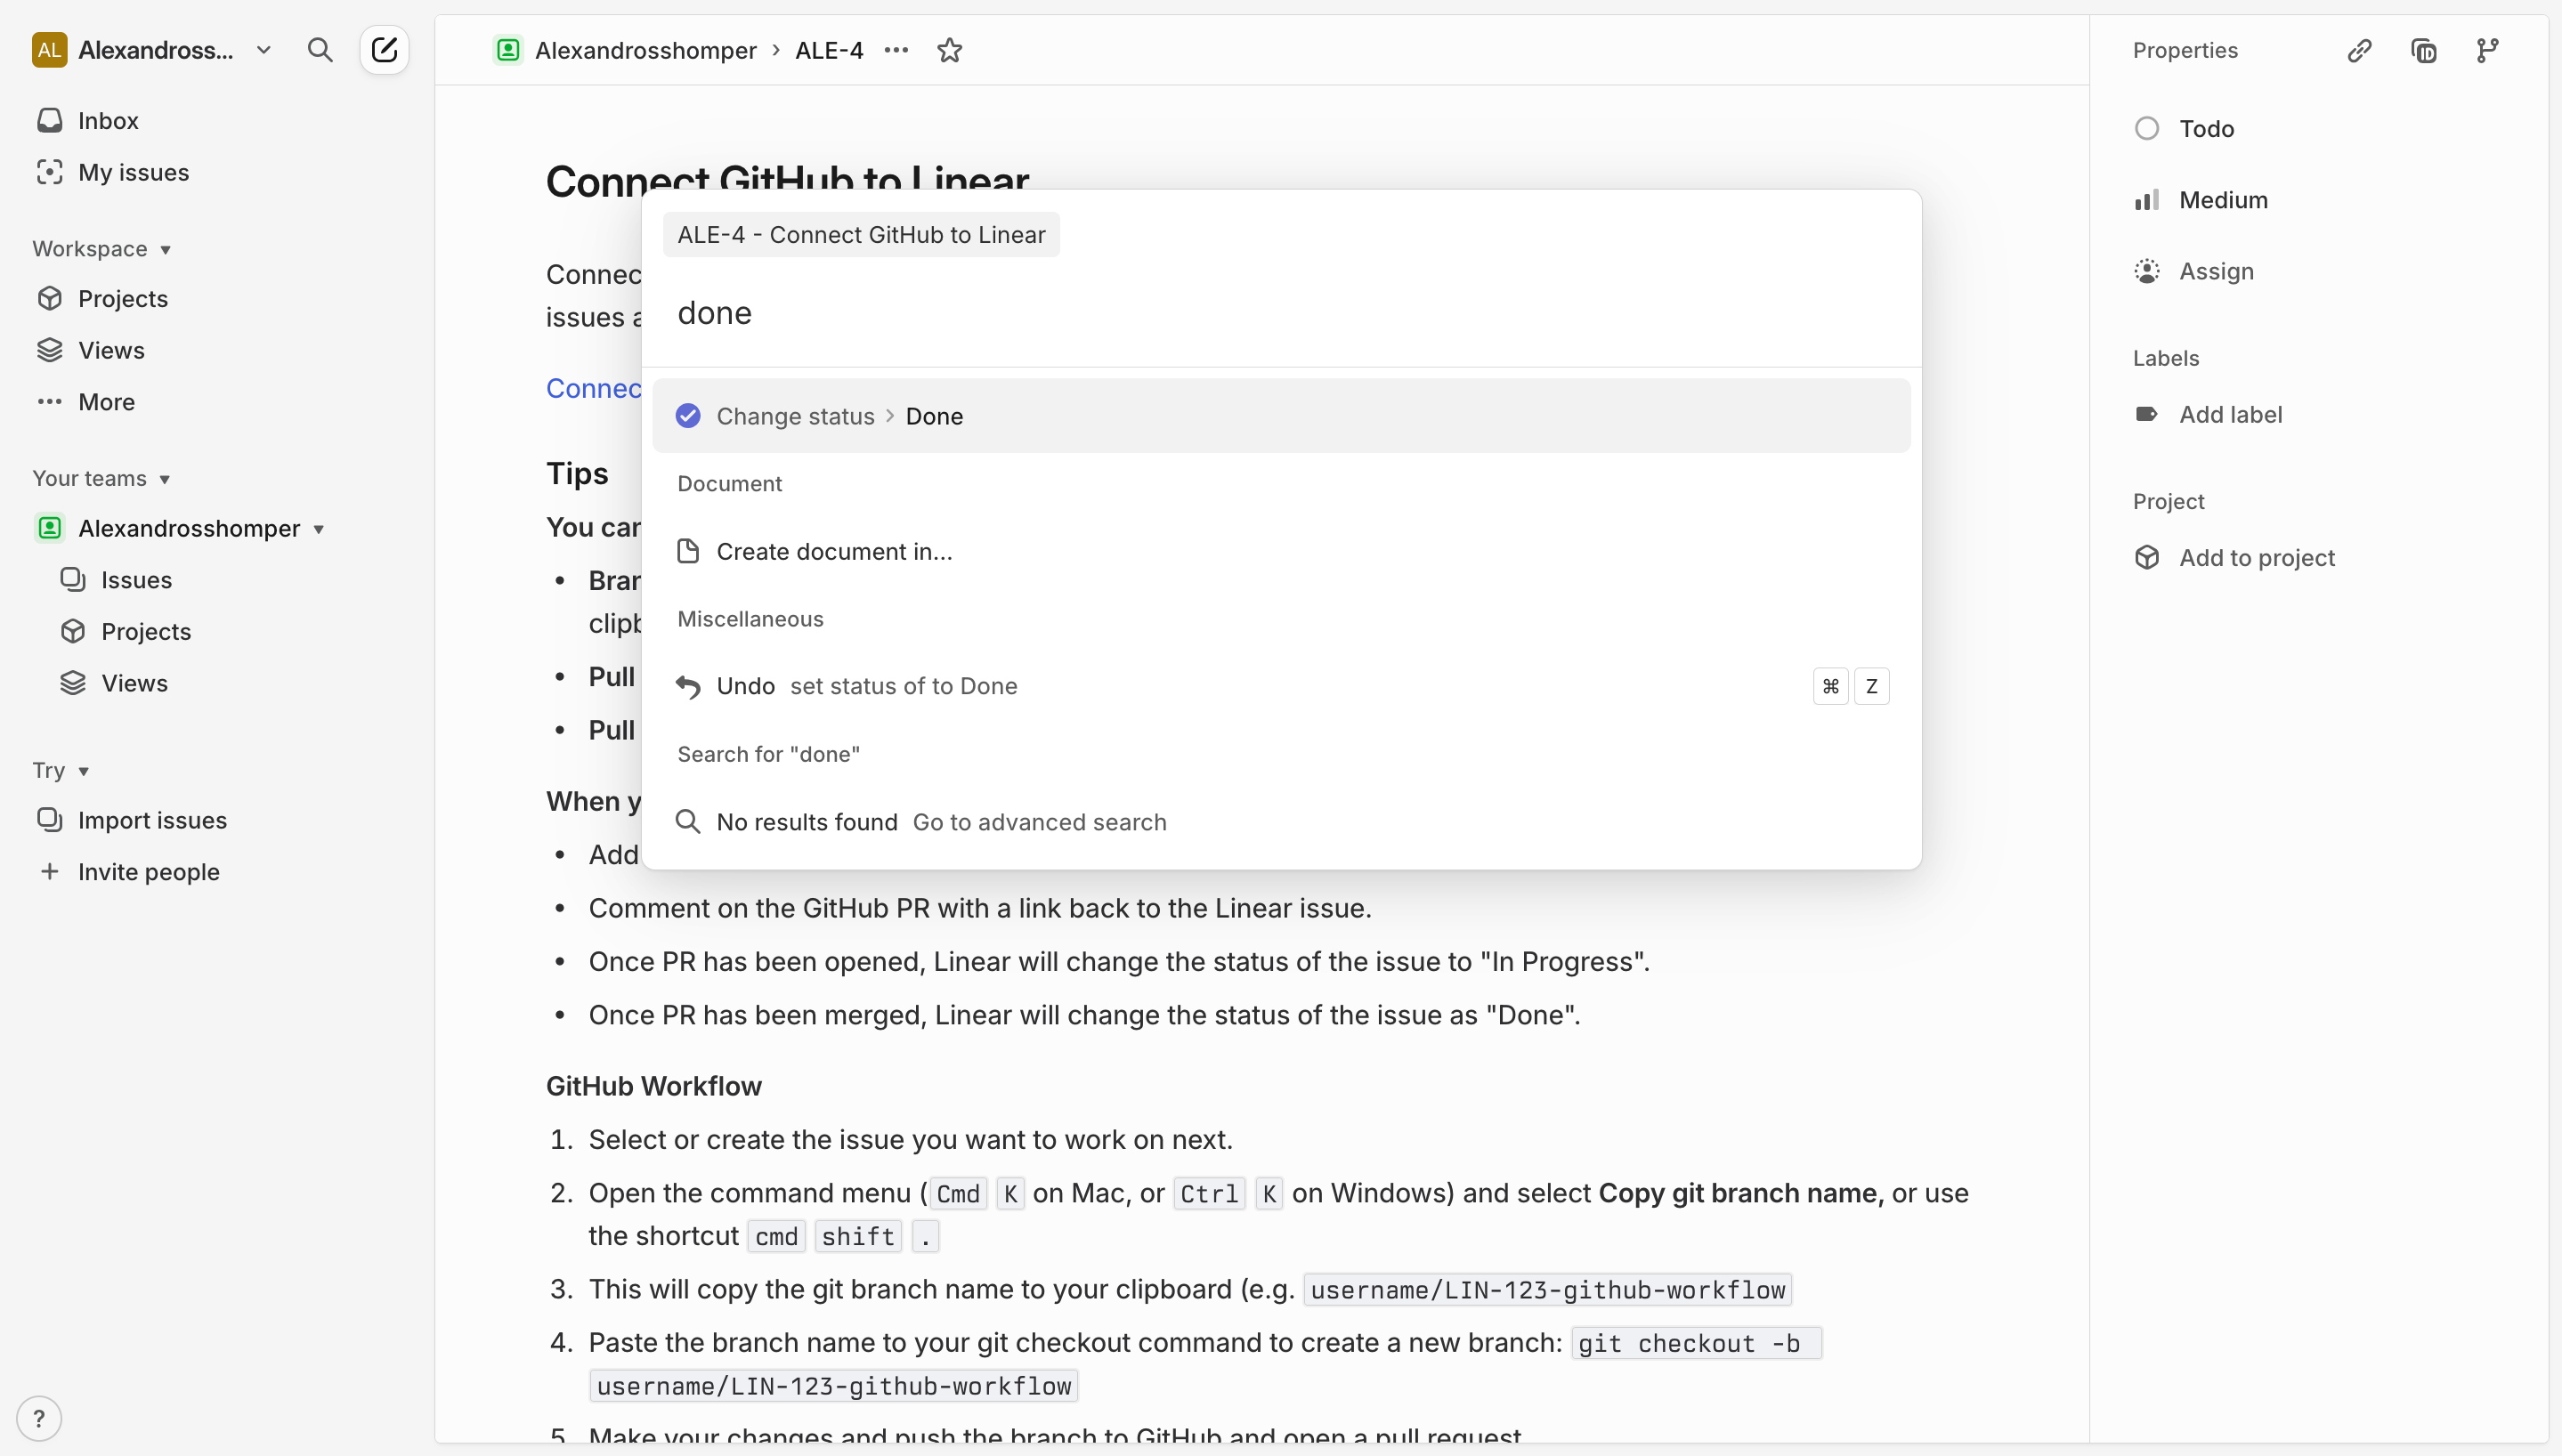 AL Alexandross...
Inbox
My issues
Workspace
Projects
Views
More
Your teams
Alexandrosshomper
Issues
Projects
Views
Try
Import issues
Invite people
?
Alexandrosshomper › ALE-4
Connect GitHub to Linear
Connec
issues a
Connec
Tips
You can
Bran
clipb
Pull
Pull
When y
Add
Comment on the GitHub PR with a link back to the Linear issue.
Once PR has been opened, Linear will change the status of the issue to "In Progress".
Once PR has been merged, Linear will change the status of the issue as "Done".
GitHub Workflow
1. Select or create the issue you want to work on next.
2. Open the command menu (Cmd K on Mac, or Ctrl K on Windows) and select Copy git branch name, or use
the shortcut cmd shift .
3. This will copy the git branch name to your clipboard (e.g. username/LIN-123-github-workflow
4. Paste the branch name to your git checkout command to create a new branch: git checkout -b
username/LIN-123-github-workflow
5. Make your changes and push the branch to GitHub and open a pull request
ALE-4 - Connect GitHub to Linear
done
Change status › Done
Document
Create document in...
Miscellaneous
Undo set status of to Done ⌘ Z
Search for "done"
No results found Go to advanced search
Properties
Todo
Medium
Assign
Labels
Add label
Project
Add to project